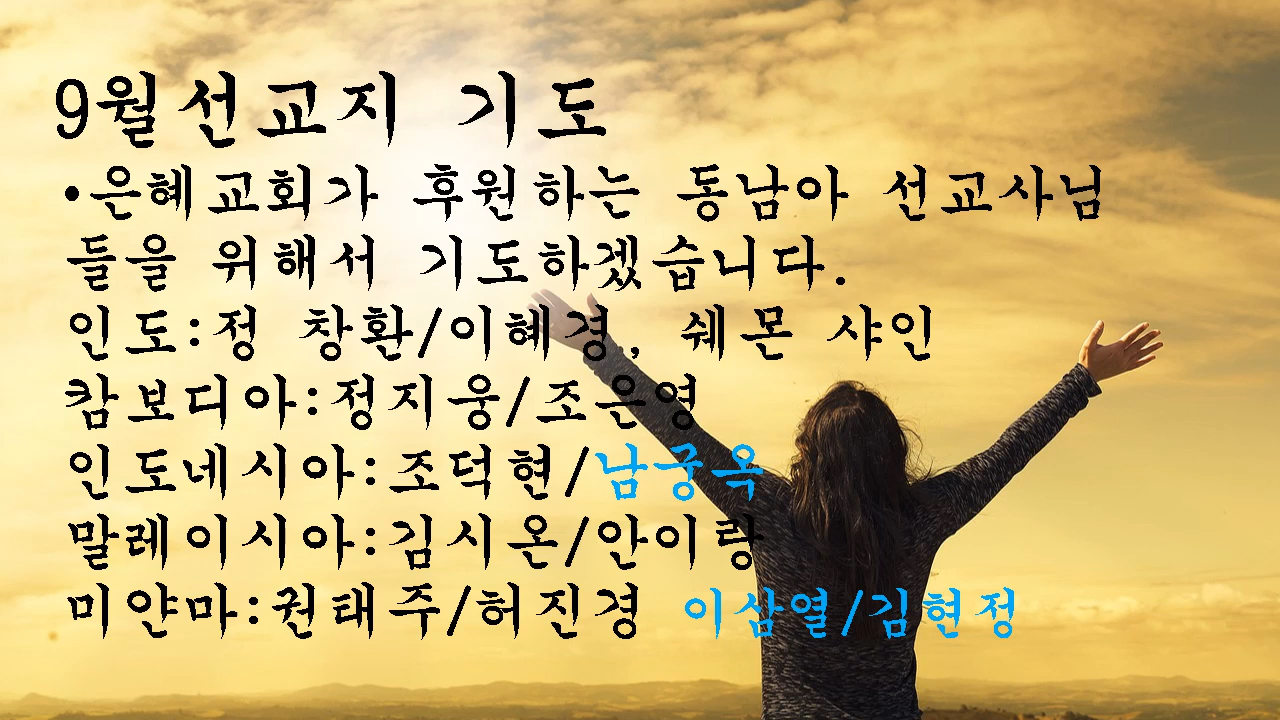 9월선교지 기도
•은혜교회가 후원하는 동남아 선교사님
들을 위해서 기도하겠습니다.
인도:정 창환/이혜경, 쉐몬 샤인
캄보디아:정지웅/조은영
인도네시아:조덕현/남궁옥
말레이시아:김시온/안이랑
미얀마:권태주/허진경 이삼열/김현정